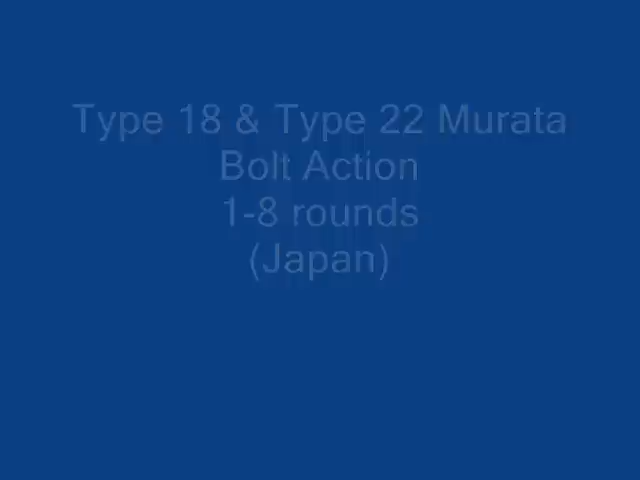 Type 18 & Type 22 Murata
Bolt Action
1-8 rounds
(Japan)